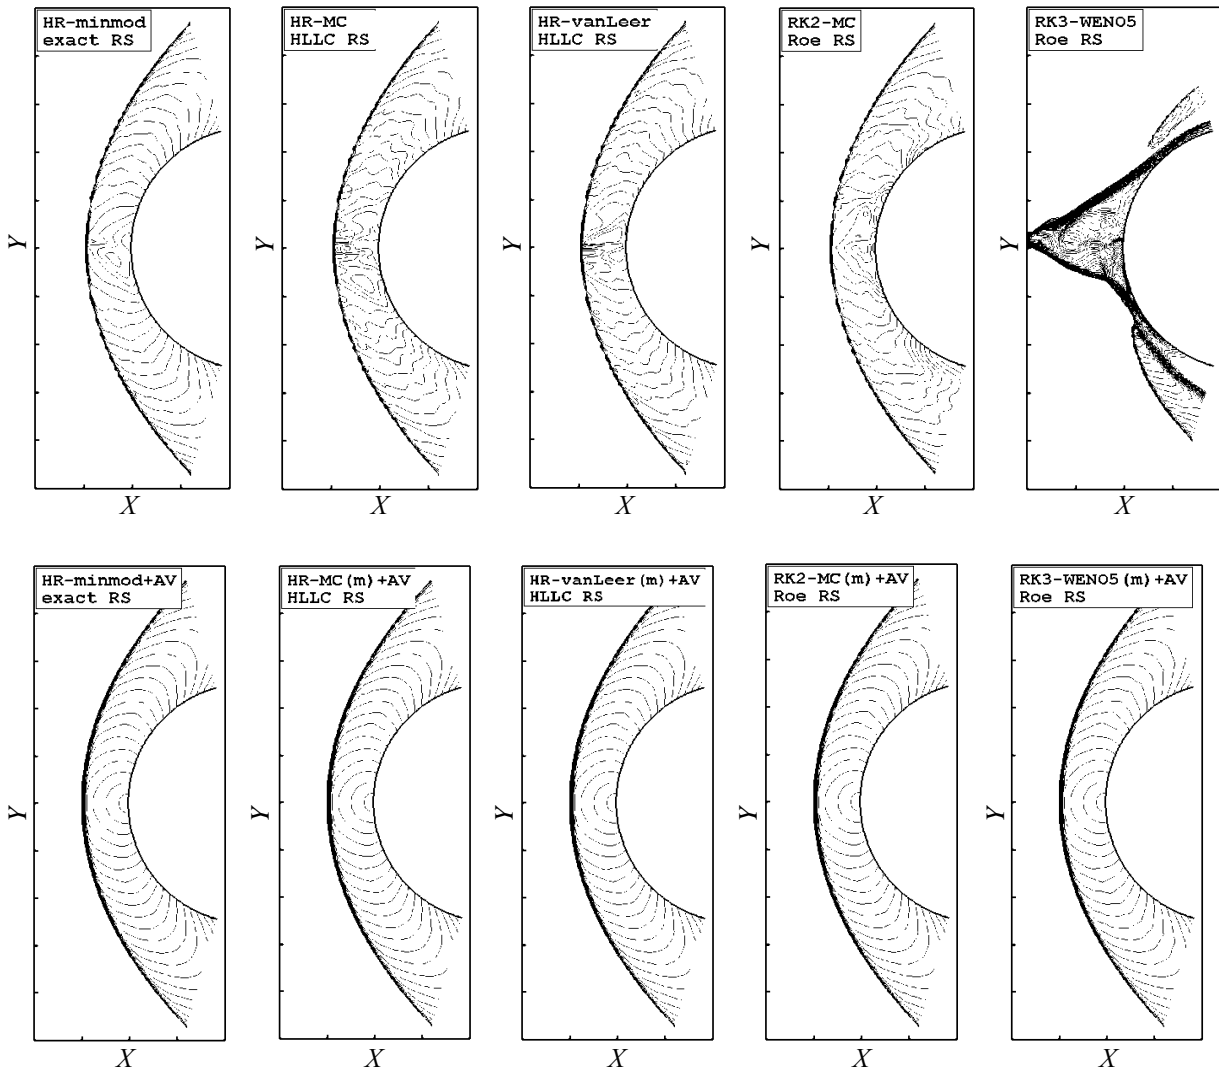 HR-minmod
exact RS
HR-MC
HLLC RS
HR-vanLeer
HLLC RS
RK2-MC
Roe RS
RK3-WENO5
Roe RS
Y
Y
Y
Y
Y
X
X
X
X
X
HR-minmod+AV
exact RS
HR-MC(m)+AV
HLLC RS
HR-vanLeer(m)+AV
HLLC RS
RK2-MC(m)+AV
Roe RS
RK3-WENO5(m)+AV
Roe RS
Y
Y
Y
Y
Y
X
X
X
X
X